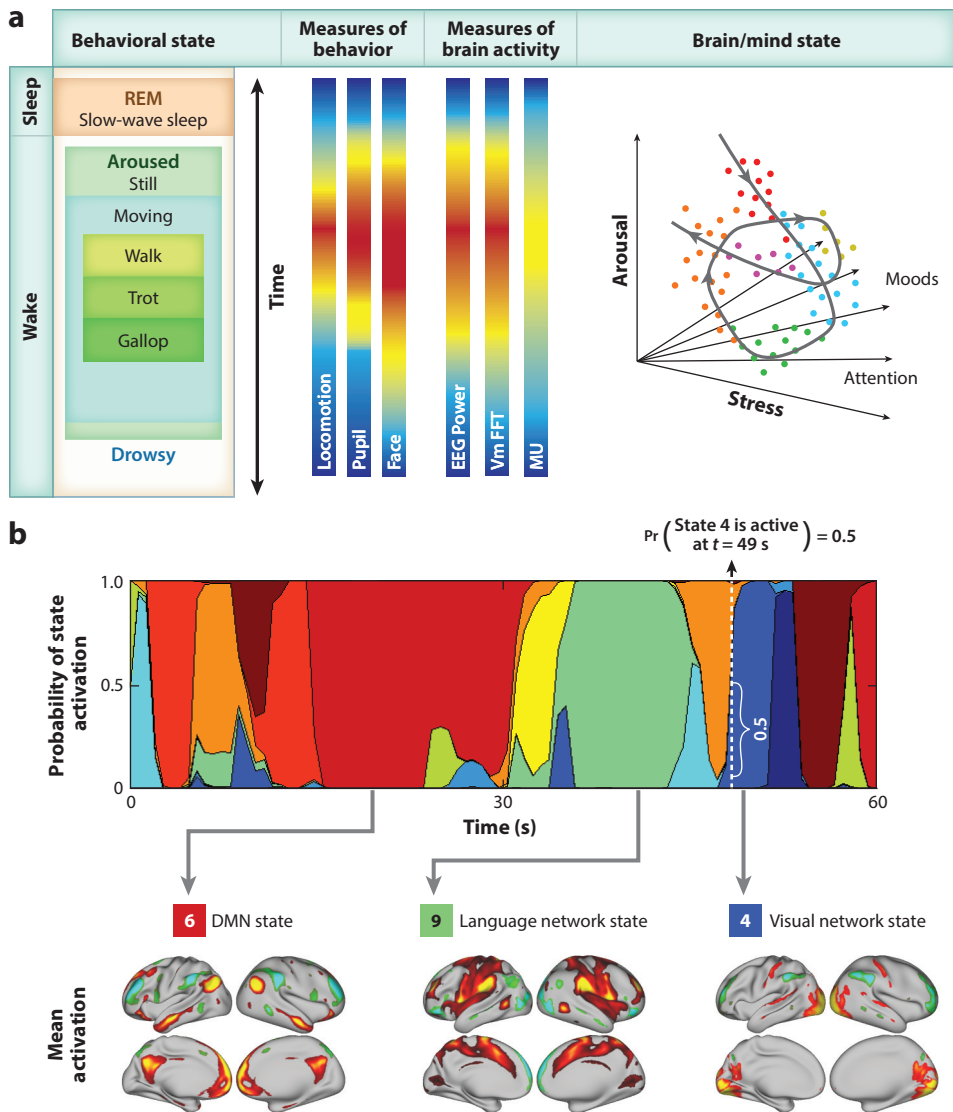 a
Behavioral state
Measures of
behavior
Measures of
brain activity
Brain/mind state
Sleep
REM
Slow-wave sleep
Wake
Aroused
Still
Moving
Walk
Trot
Gallop
Drowsy
Time
Locomotion
Pupil
Face
EEG Power
Vm FFT
MU
Arousal
Moods
Attention
Stress
b
Pr ( State 4 is active
at t = 49 s ) = 0.5
Probability of state
activation
1.0
0.5
0
0.5
0
30
60
Time (s)
6 DMN state
9 Language network state
4 Visual network state
Mean
activation